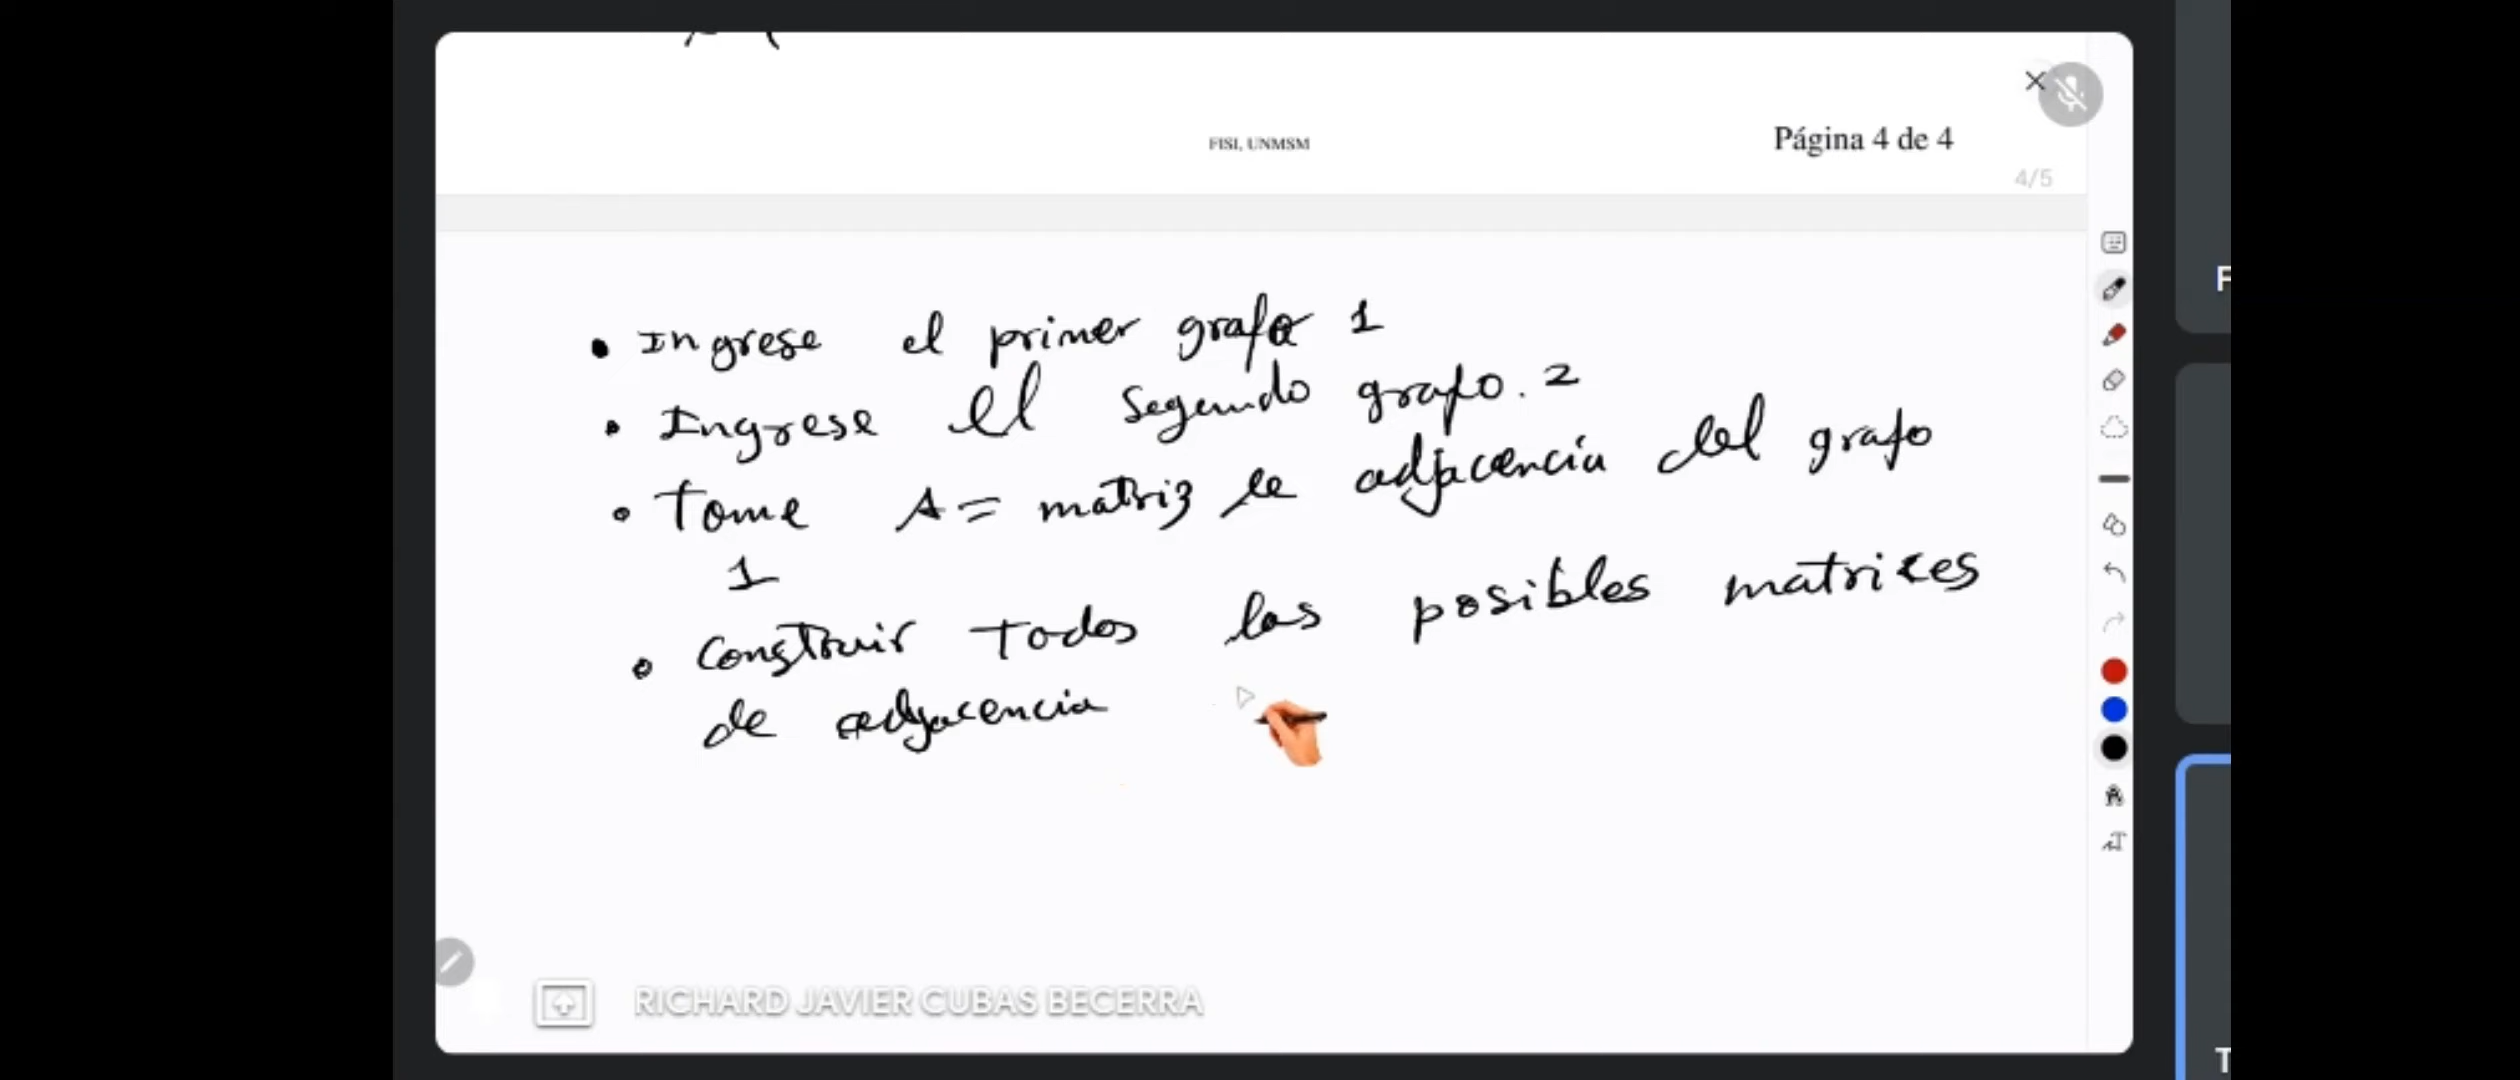 FISI, UNMSM
Página 4 de 4
4/5
• Ingrese el primer grafo 1
• Ingrese el segundo grafo. 2
• Tome A = matriz de adjacencia del grafo
1
• Construir todos las posibles matrices
de adjacencia
RICHARD JAVIER CUBAS BECERRA
F
T